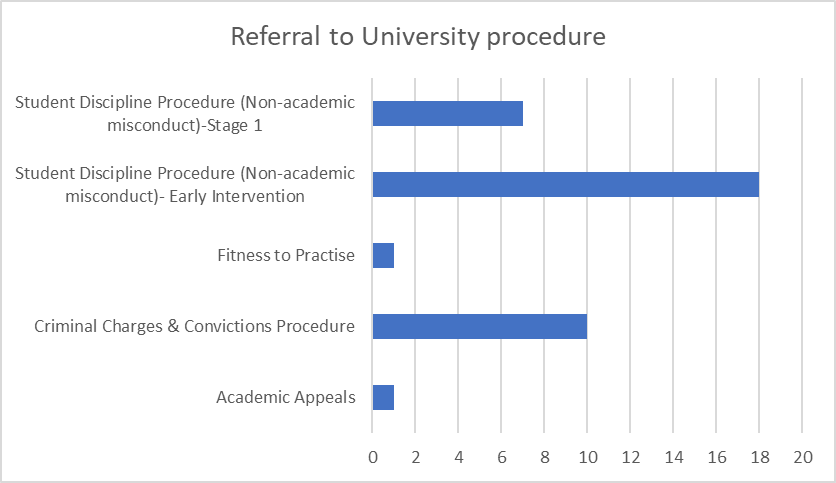 Referral to University procedure
Student Discipline Procedure (Non-academic
misconduct)-Stage 1
Student Discipline Procedure (Non-academic
misconduct)- Early Intervention
Fitness to Practise
Criminal Charges & Convictions Procedure
Academic Appeals
0 2 4 6 8 10 12 14 16 18 20